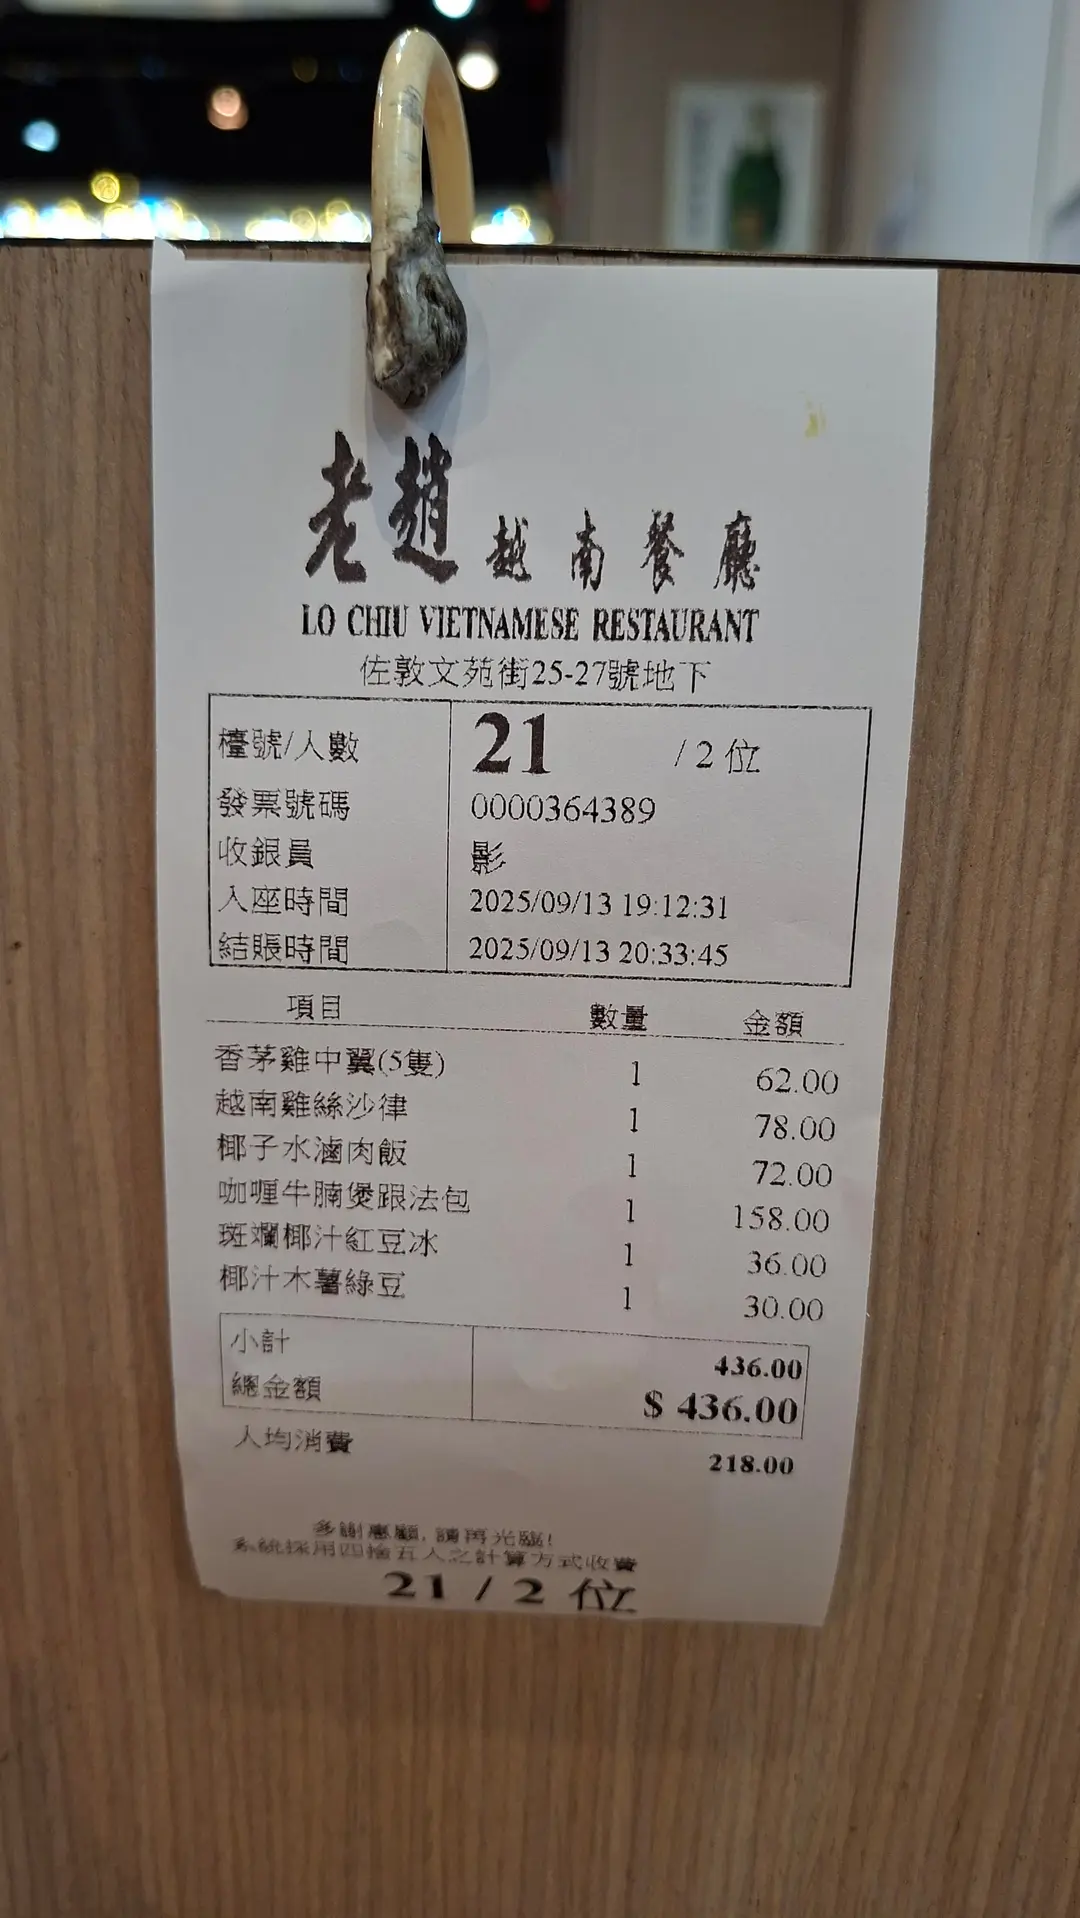 老趙越南餐廳
LO CHIU VIETNAMESE RESTAURANT
佐敦文苑街25-27號地下
檯號/人數 21 / 2 位
發票號碼 0000364389
收銀員 影
入座時間 2025/09/13 19:12:31
結賬時間 2025/09/13 20:33:45
項目 數量 金額
香茅雞中翼(5隻) 1 62.00
越南雞絲沙律 1 78.00
椰子水滷肉飯 1 72.00
咖喱牛腩煲跟法包 1 158.00
斑斕椰汁紅豆冰 1 36.00
椰汁木薯綠豆 1 30.00
小計 436.00
總金額 $ 436.00
人均消費 218.00
多謝惠顧, 請再光臨!
系統採用四捨五入之計算方式收費
21 / 2 位